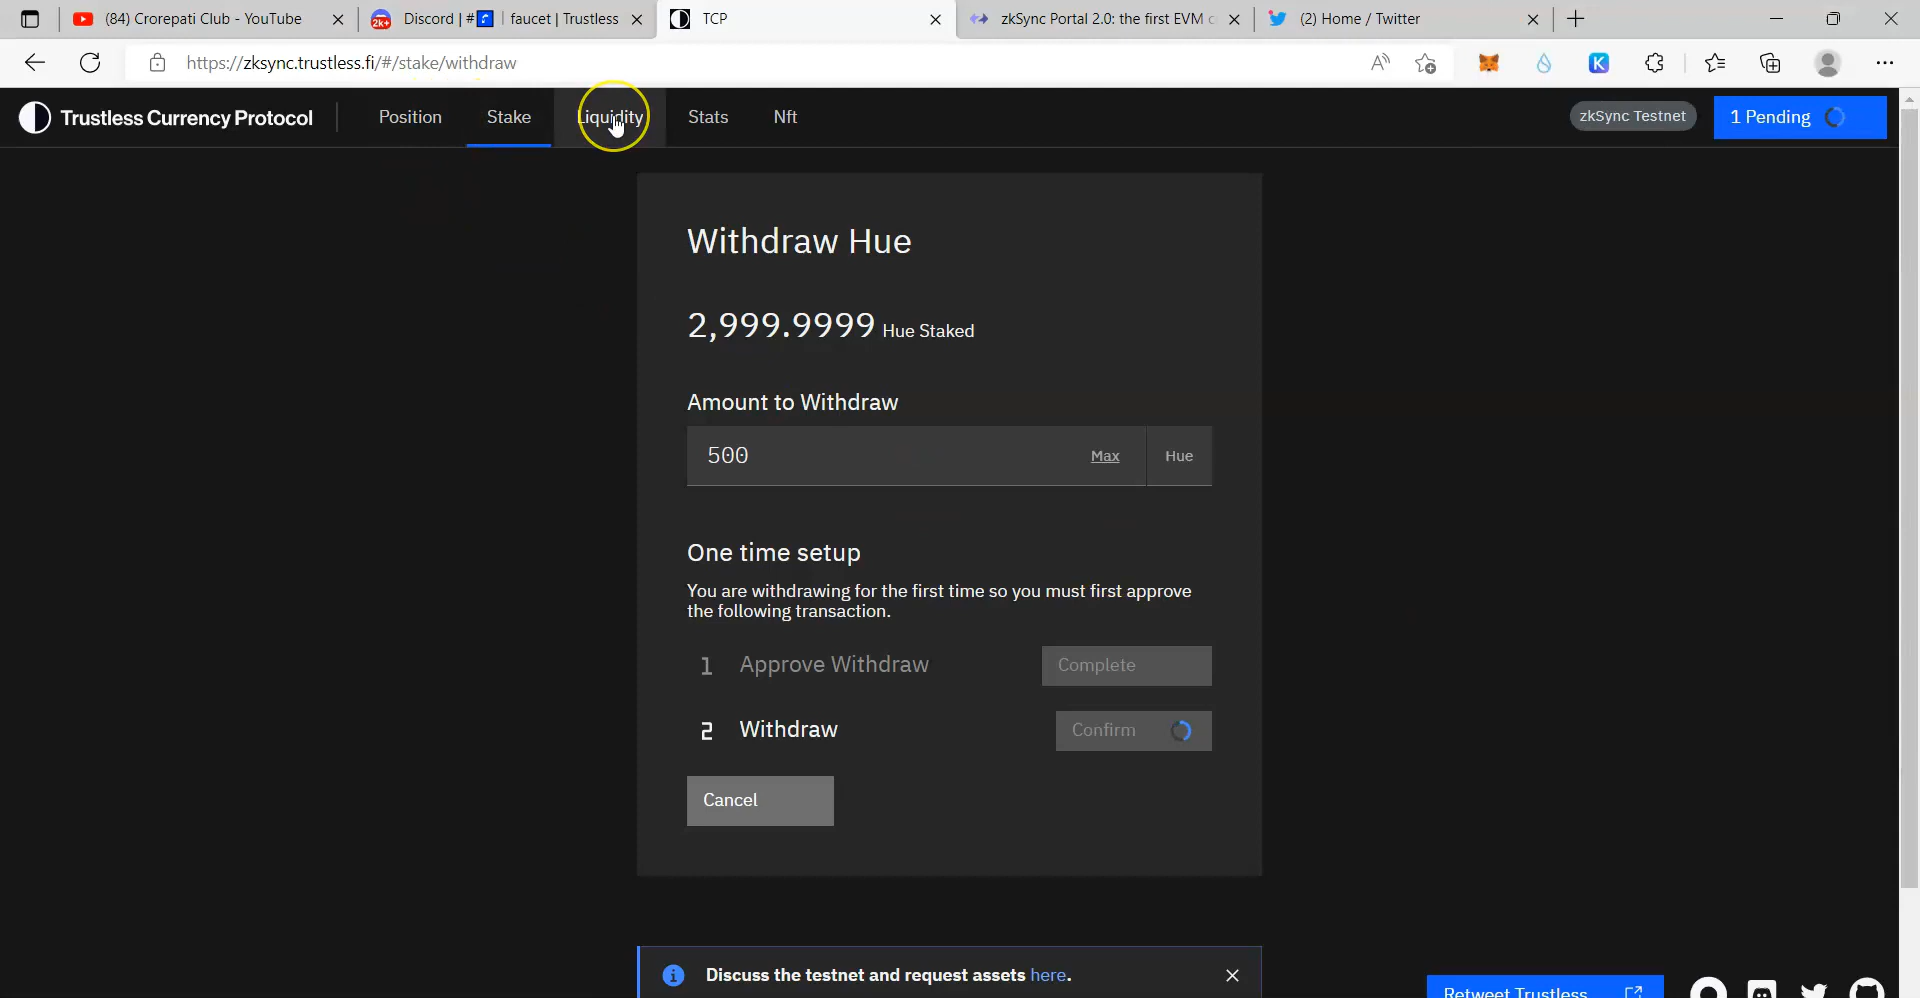 (84) Crorepati Club - YouTube
2K+
Discord | # | faucet | Trustless
TCP
zkSync Portal 2.0: the first EVM c
(2) Home / Twitter
https://zksync.trustless.fi/#/stake/withdraw
Trustless Currency Protocol
Position
Stake
Liquidity
Stats
Nft
zkSync Testnet
1 Pending
Withdraw Hue
2,999.9999 Hue Staked
Amount to Withdraw
500
Max
Hue
One time setup
You are withdrawing for the first time so you must first approve
the following transaction.
1 Approve Withdraw
Complete
2 Withdraw
Confirm
Cancel
Discuss the testnet and request assets here.
Retweet Trustless